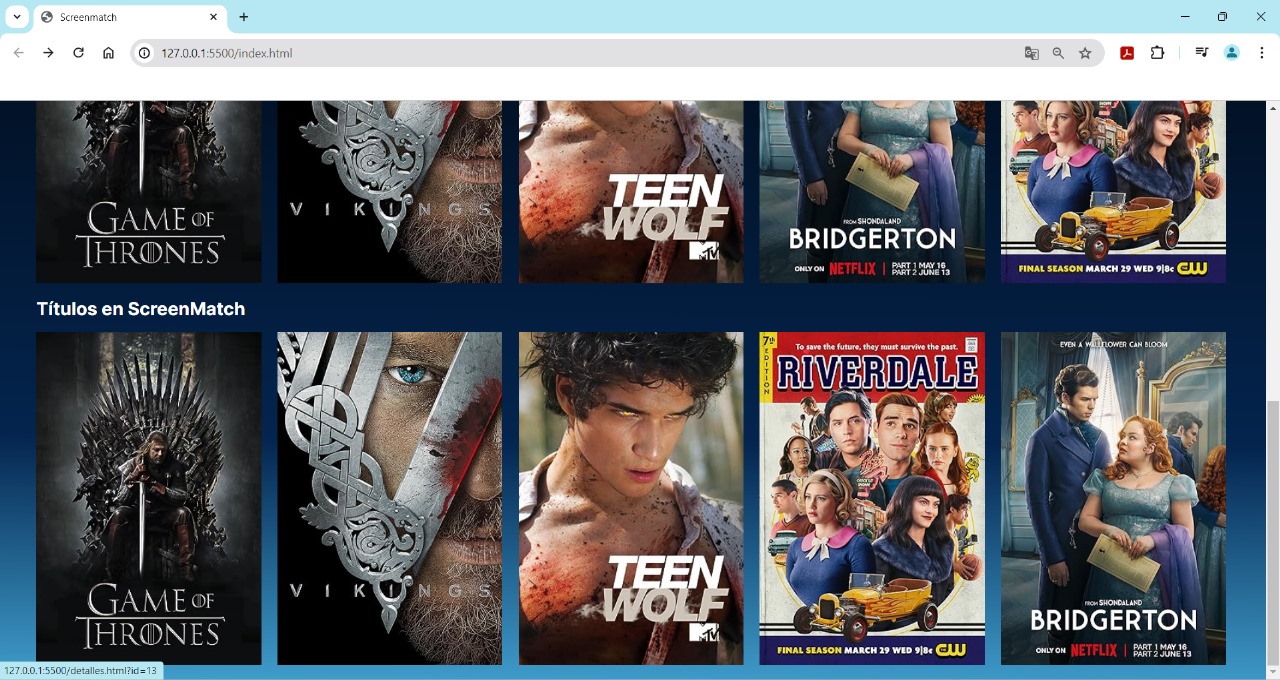 Screenmatch
127.0.0.1:5500/index.html
GAME OF
THRONES
VIKINGS
TEEN
WOLF
MTV
FROM SHONDALAND
BRIDGERTON
ONLY ON NETFLIX | PART 1 MAY 16
PART 2 JUNE 13
FINAL SEASON MARCH 29 WED 9|8c CW
Títulos en ScreenMatch
GAME OF
THRONES
VIKINGS
TEEN
WOLF
MTV
7th
EDITION
To save the future, they must survive the past.
RIVERDALE
FINAL SEASON MARCH 29 WED 9|8c CW
EVEN A WALLFLOWER CAN BLOOM
FROM SHONDALAND
BRIDGERTON
ONLY ON NETFLIX | PART 1 MAY 16
PART 2 JUNE 13
127.0.0.1:5500/detalles.html?id=13